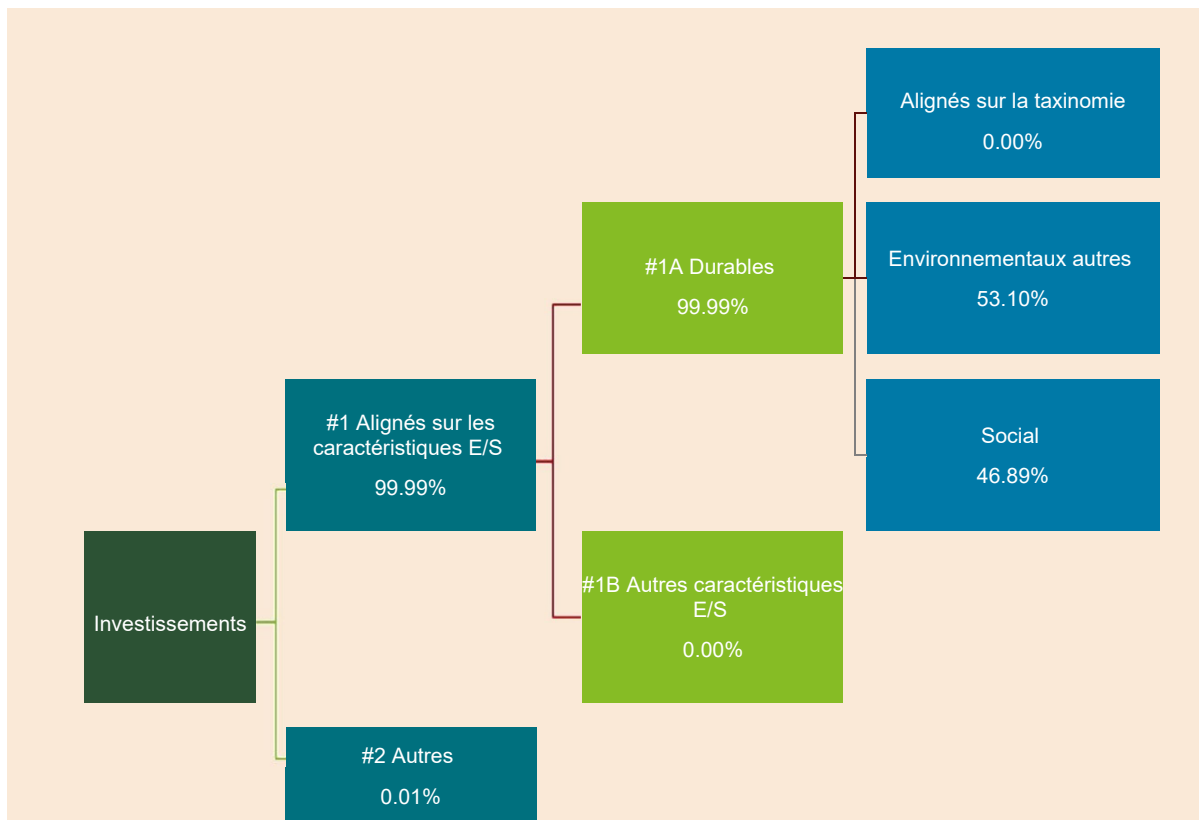 Alignés sur la taxinomie
0.00%
#1A Durables
99.99%
Environnementaux autres
53.10%
#1 Alignés sur les
caractéristiques E/S
99.99%
Social
46.89%
Investissements
#1B Autres caractéristiques
E/S
0.00%
#2 Autres
0.01%